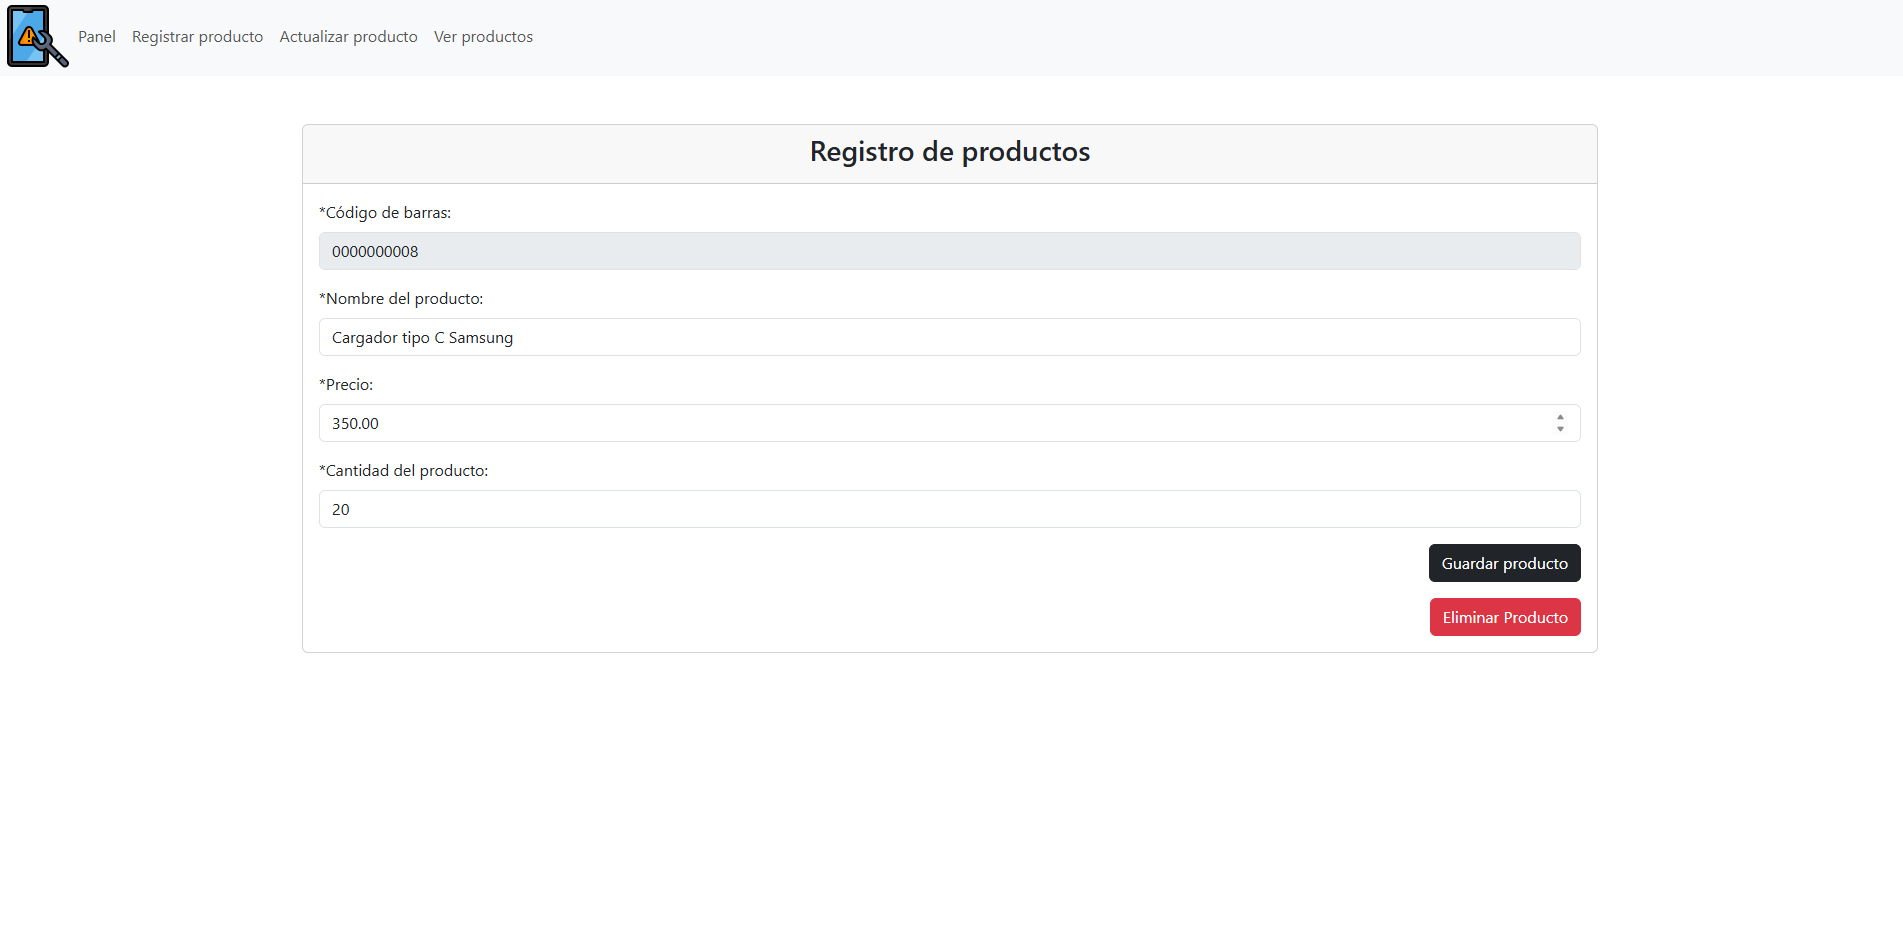 Panel Registrar producto Actualizar producto Ver productos
Registro de productos
*Código de barras:
0000000008
*Nombre del producto:
Cargador tipo C Samsung
*Precio:
350.00
*Cantidad del producto:
20
Guardar producto
Eliminar Producto